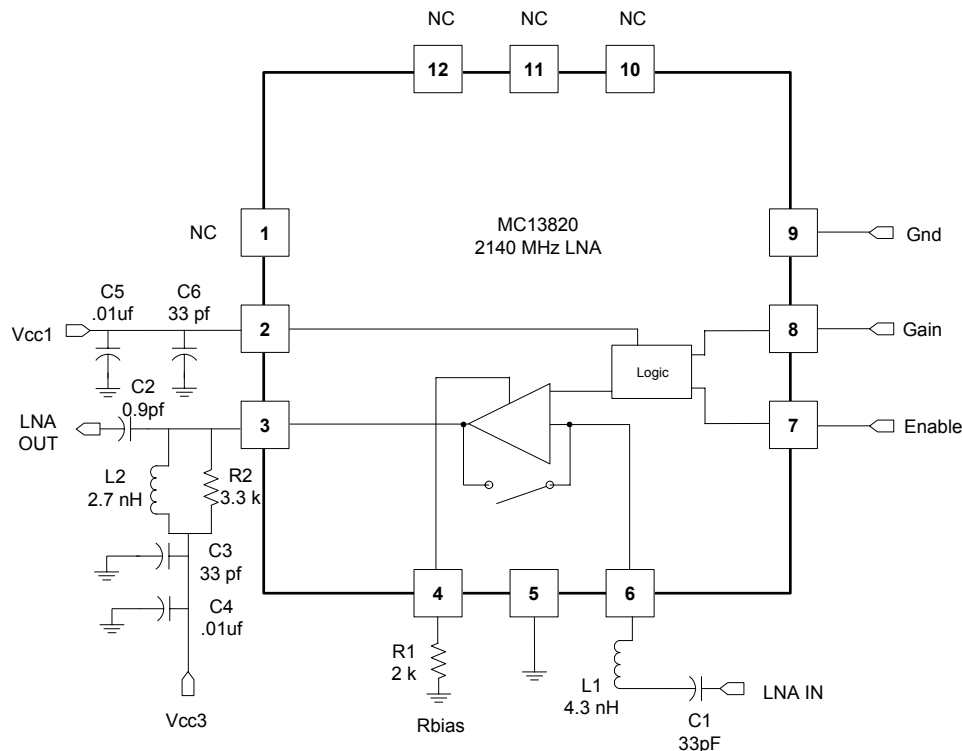 NC
NC
NC
12
11
10
MC13820
2140 MHz LNA
NC
1
9
Gnd
C5
.01uf
C6
33 pf
Vcc1
2
8
Gain
Logic
C2
0.9pf
LNA
OUT
3
7
Enable
L2
2.7 nH
R2
3.3 k
C3
33 pf
4
5
6
C4
.01uf
R1
2 k
L1
4.3 nH
LNA IN
C1
33pF
Vcc3
Rbias